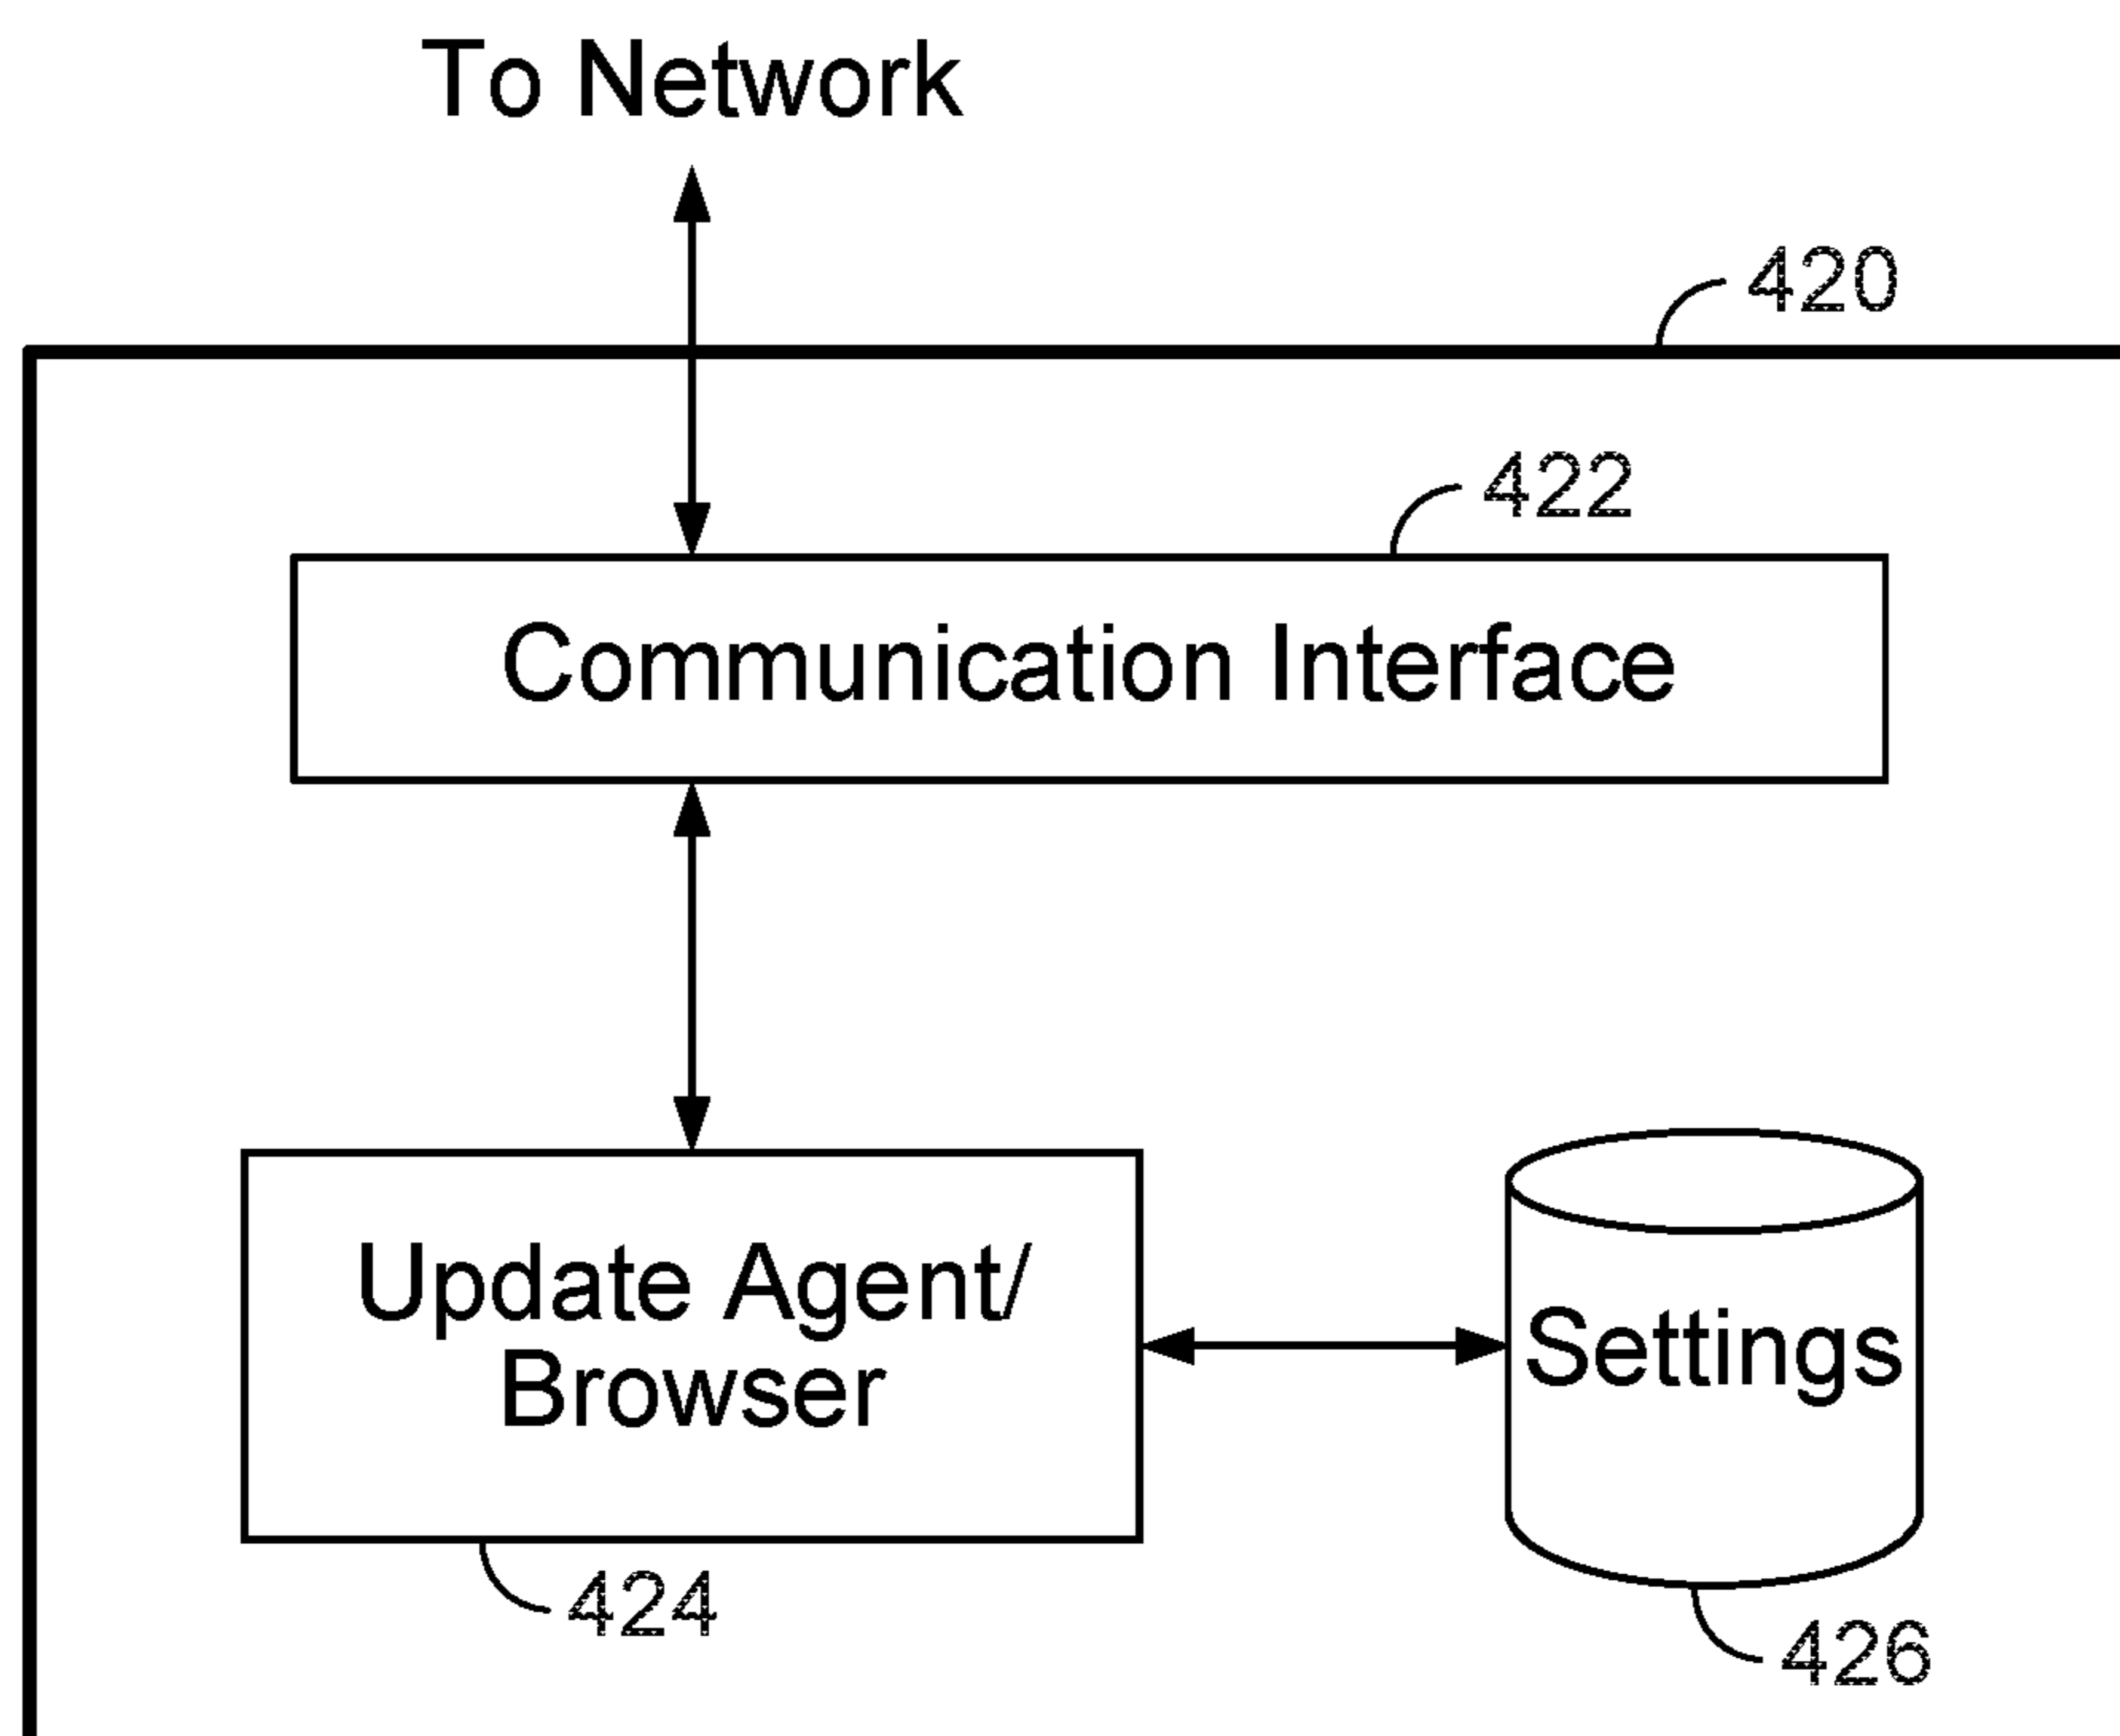 To Network
420
422
Communication Interface
Update Agent/
Browser
Settings
424
426